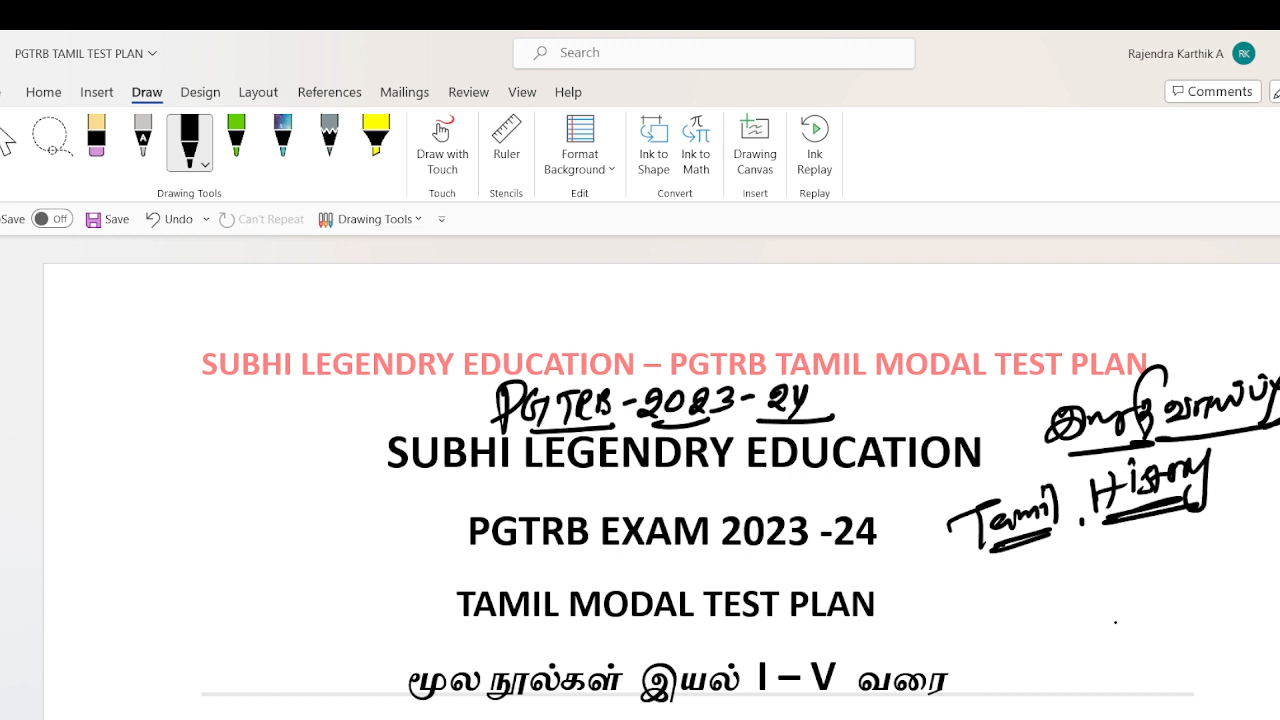 PGTRB TAMIL TEST PLAN
Search
Rajendra Karthik A
RK
Home Insert Draw Design Layout References Mailings Review View Help
Comments
A
Draw with Touch
Ruler
Format Background
Ink to Shape
Ink to Math
Drawing Canvas
Ink Replay
Drawing Tools Touch Stencils Edit Convert Insert Replay
Save Off Save Undo Can't Repeat Drawing Tools
SUBHI LEGENDRY EDUCATION – PGTRB TAMIL MODAL TEST PLAN
PGTRB - 2023 - 24
இறுதி வாய்ப்பு
SUBHI LEGENDRY EDUCATION
Tamil . History
PGTRB EXAM 2023 -24
TAMIL MODAL TEST PLAN
மூல நூல்கள் இயல் I – V வரை